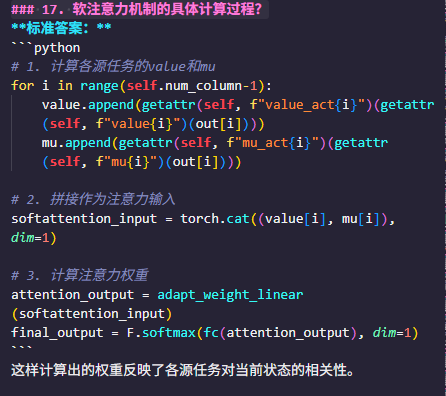 ### 17. 软注意力机制的具体计算过程?
**标准答案：**
```python
# 1. 计算各源任务的value和mu
for i in range(self.num_column-1):
    value.append(getattr(self, f"value_act{i}")(getattr
    (self, f"value{i}")(out[i])))
    mu.append(getattr(self, f"mu_act{i}")(getattr
    (self, f"mu{i}")(out[i])))

# 2. 拼接作为注意力输入
softattention_input = torch.cat((value[i], mu[i]),
dim=1)

# 3. 计算注意力权重
attention_output = adapt_weight_linear
(softattention_input)
final_output = F.softmax(fc(attention_output), dim=1)
```
这样计算出的权重反映了各源任务对当前状态的相关性。